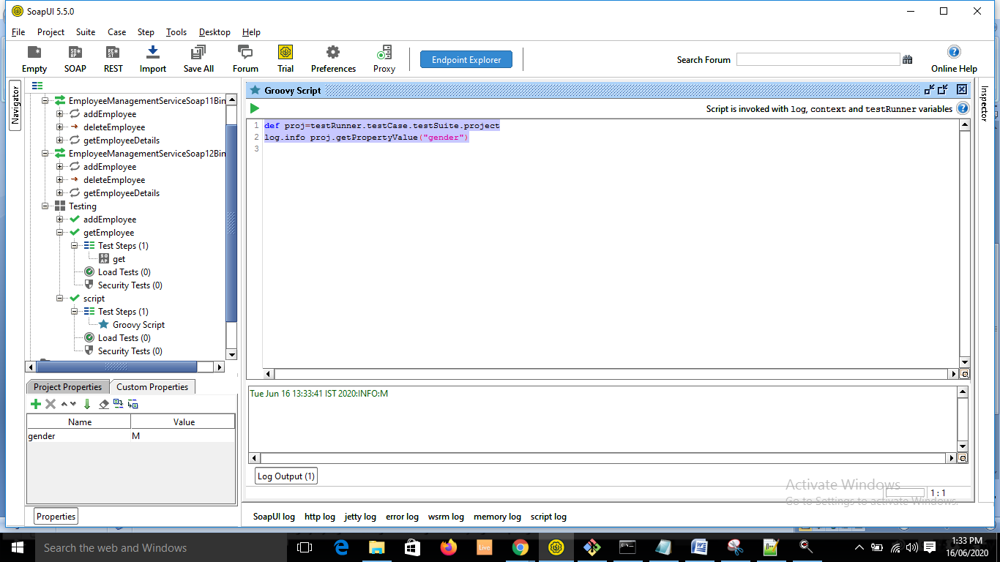 SoapUI 5.5.0
File Project Suite Case Step Tools Desktop Help
Empty SOAP REST Import Save All Forum Trial Preferences Proxy Endpoint Explorer Search Forum Online Help
Navigator
EmployeeManagementServiceSoap11Bin
addEmployee
deleteEmployee
getEmployeeDetails
EmployeeManagementServiceSoap12Bin
addEmployee
deleteEmployee
getEmployeeDetails
Testing
addEmployee
getEmployee
Test Steps (1)
get
Load Tests (0)
Security Tests (0)
script
Test Steps (1)
Groovy Script
Load Tests (0)
Security Tests (0)
Project Properties Custom Properties
Name Value
gender M
Properties
Groovy Script
Script is invoked with log, context and testRunner variables
1 def proj=testRunner.testCase.testSuite.project
2 log.info proj.getPropertyValue("gender")
3
Tue Jun 16 13:33:41 IST 2020:INFO:M
Log Output (1)
1 : 1
Inspector
Activate Windows
Go to Settings to activate Windows.
SoapUI log http log jetty log error log wsrm log memory log script log
Search the web and Windows
Live
1:33 PM
16/06/2020